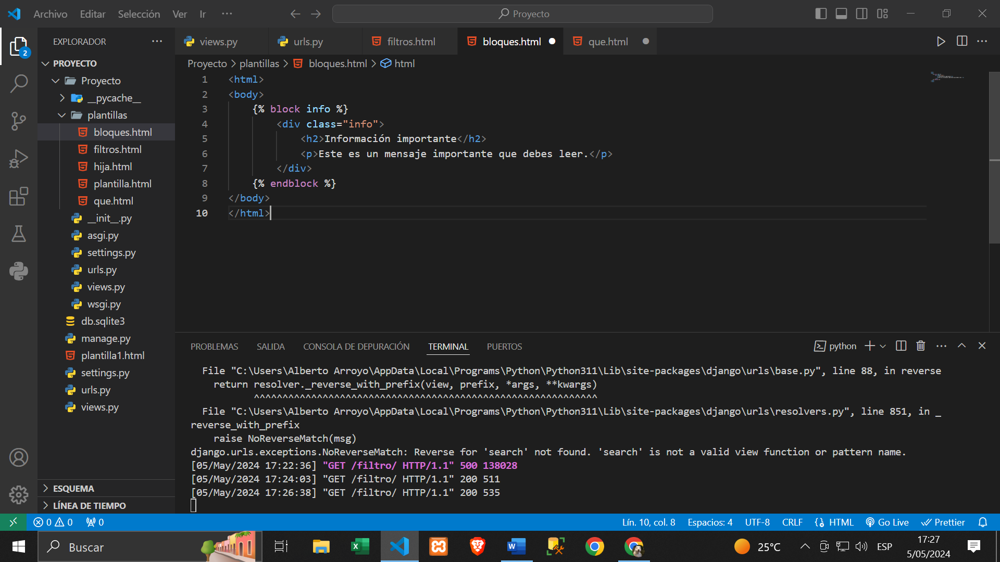 Archivo Editar Selección Ver Ir ··· Proyecto
EXPLORADOR ···
views.py urls.py filtros.html bloques.html que.html ···
Proyecto > plantillas > bloques.html > html
2
PROYECTO
Proyecto
__pycache__
plantillas
bloques.html
filtros.html
hija.html
plantilla.html
que.html
__init__.py
asgi.py
settings.py
urls.py
views.py
wsgi.py
db.sqlite3
manage.py
plantilla1.html
settings.py
urls.py
views.py
ESQUEMA
LÍNEA DE TIEMPO
1 <html>
2 <body>
3 {% block info %}
4 <div class="info">
5 <h2>Información importante</h2>
6 <p>Este es un mensaje importante que debes leer.</p>
7 </div>
8 {% endblock %}
9 </body>
10 </html>
PROBLEMAS SALIDA CONSOLA DE DEPURACIÓN TERMINAL PUERTOS python ···
File "C:\Users\Alberto Arroyo\AppData\Local\Programs\Python\Python311\Lib\site-packages\django\urls\base.py", line 88, in reverse
return resolver._reverse_with_prefix(view, prefix, *args, **kwargs)
^^^^^^^^^^^^^^^^^^^^^^^^^^^^^^^^^^^^^^^^^^^^^^^^^^^^^^^^^^^^
File "C:\Users\Alberto Arroyo\AppData\Local\Programs\Python\Python311\Lib\site-packages\django\urls\resolvers.py", line 851, in _
reverse_with_prefix
raise NoReverseMatch(msg)
django.urls.exceptions.NoReverseMatch: Reverse for 'search' not found. 'search' is not a valid view function or pattern name.
[05/May/2024 17:22:36] "GET /filtro/ HTTP/1.1" 500 138028
[05/May/2024 17:24:03] "GET /filtro/ HTTP/1.1" 200 511
[05/May/2024 17:26:38] "GET /filtro/ HTTP/1.1" 200 535
0 0 0 Lín. 10, col. 8 Espacios: 4 UTF-8 CRLF HTML Go Live Prettier
Buscar 25°C ESP 17:27
5/05/2024